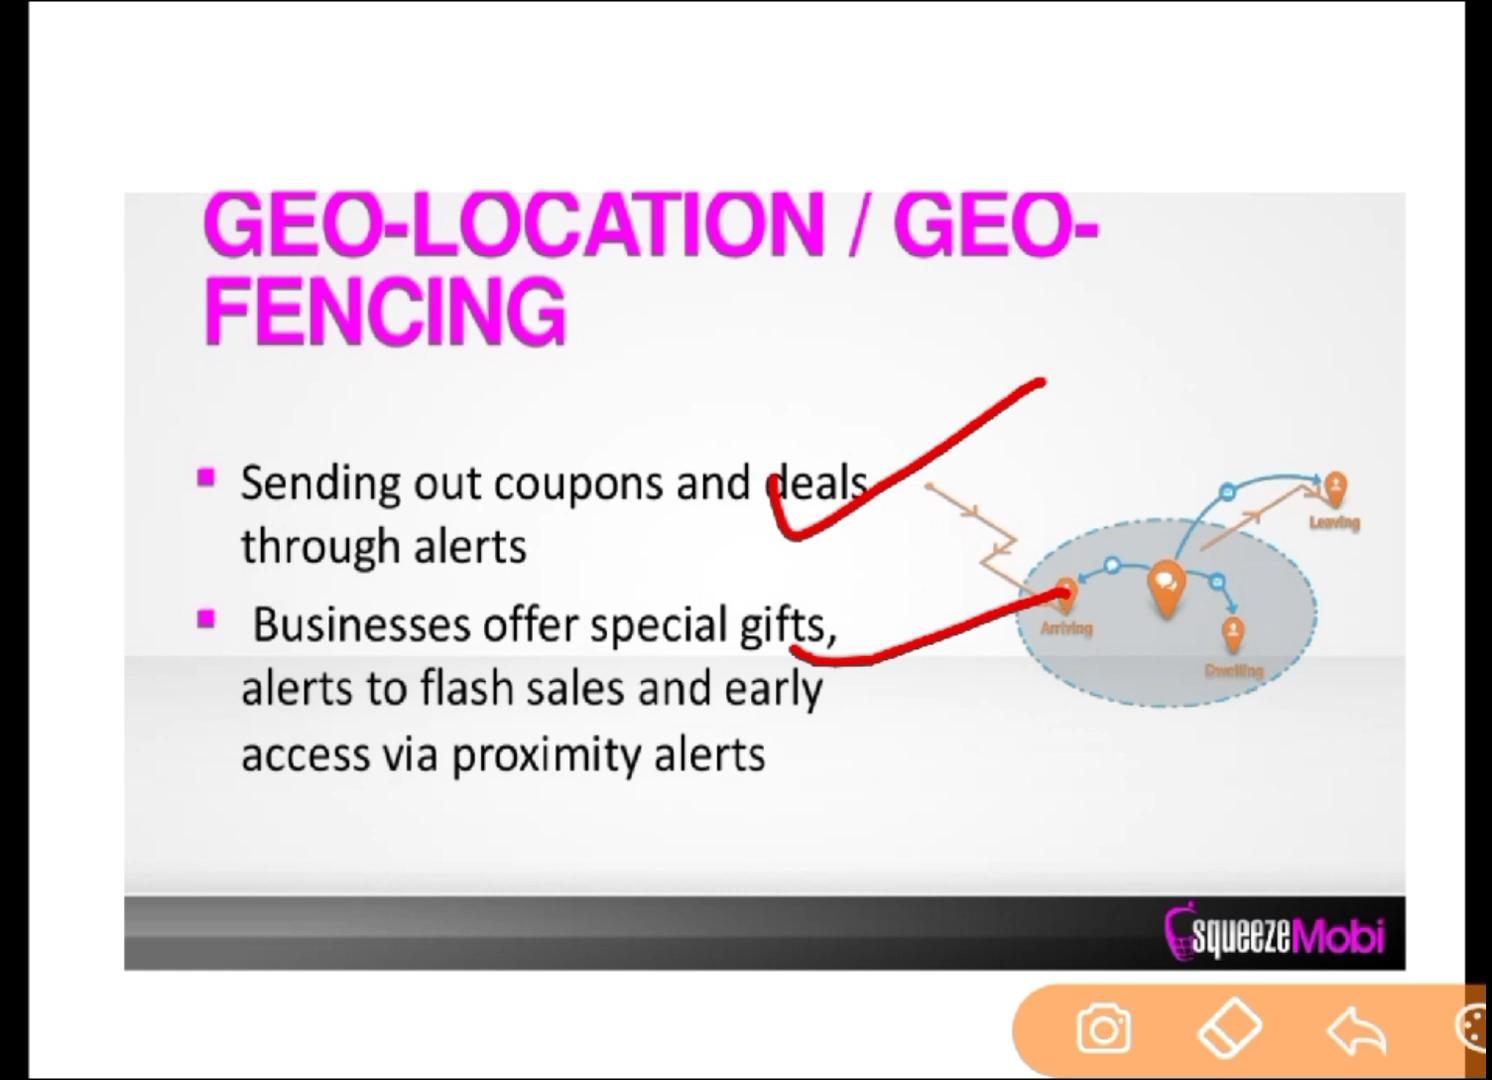 GEO-LOCATION / GEO-
FENCING
Sending out coupons and deals
through alerts
Businesses offer special gifts,
alerts to flash sales and early
access via proximity alerts
Leaving
Arriving
Dwelling
squeezeMobi